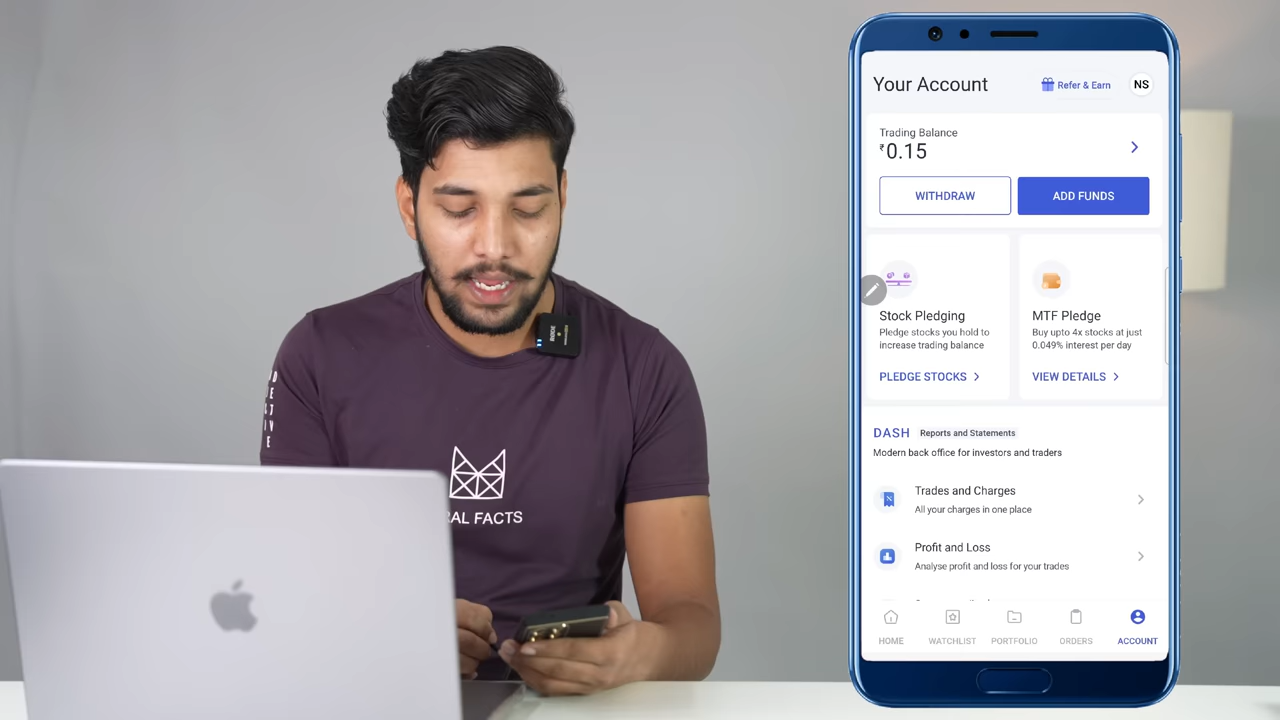 Your Account
Refer & Earn
NS
Trading Balance
₹0.15
WITHDRAW
ADD FUNDS
Stock Pledging
Pledge stocks you hold to
increase trading balance
PLEDGE STOCKS
MTF Pledge
Buy upto 4x stocks at just
0.049% interest per day
VIEW DETAILS
DASH
Reports and Statements
Modern back office for investors and traders
Trades and Charges
All your charges in one place
Profit and Loss
Analyse profit and loss for your trades
HOME
WATCHLIST
PORTFOLIO
ORDERS
ACCOUNT
RØDE
AL FACTS